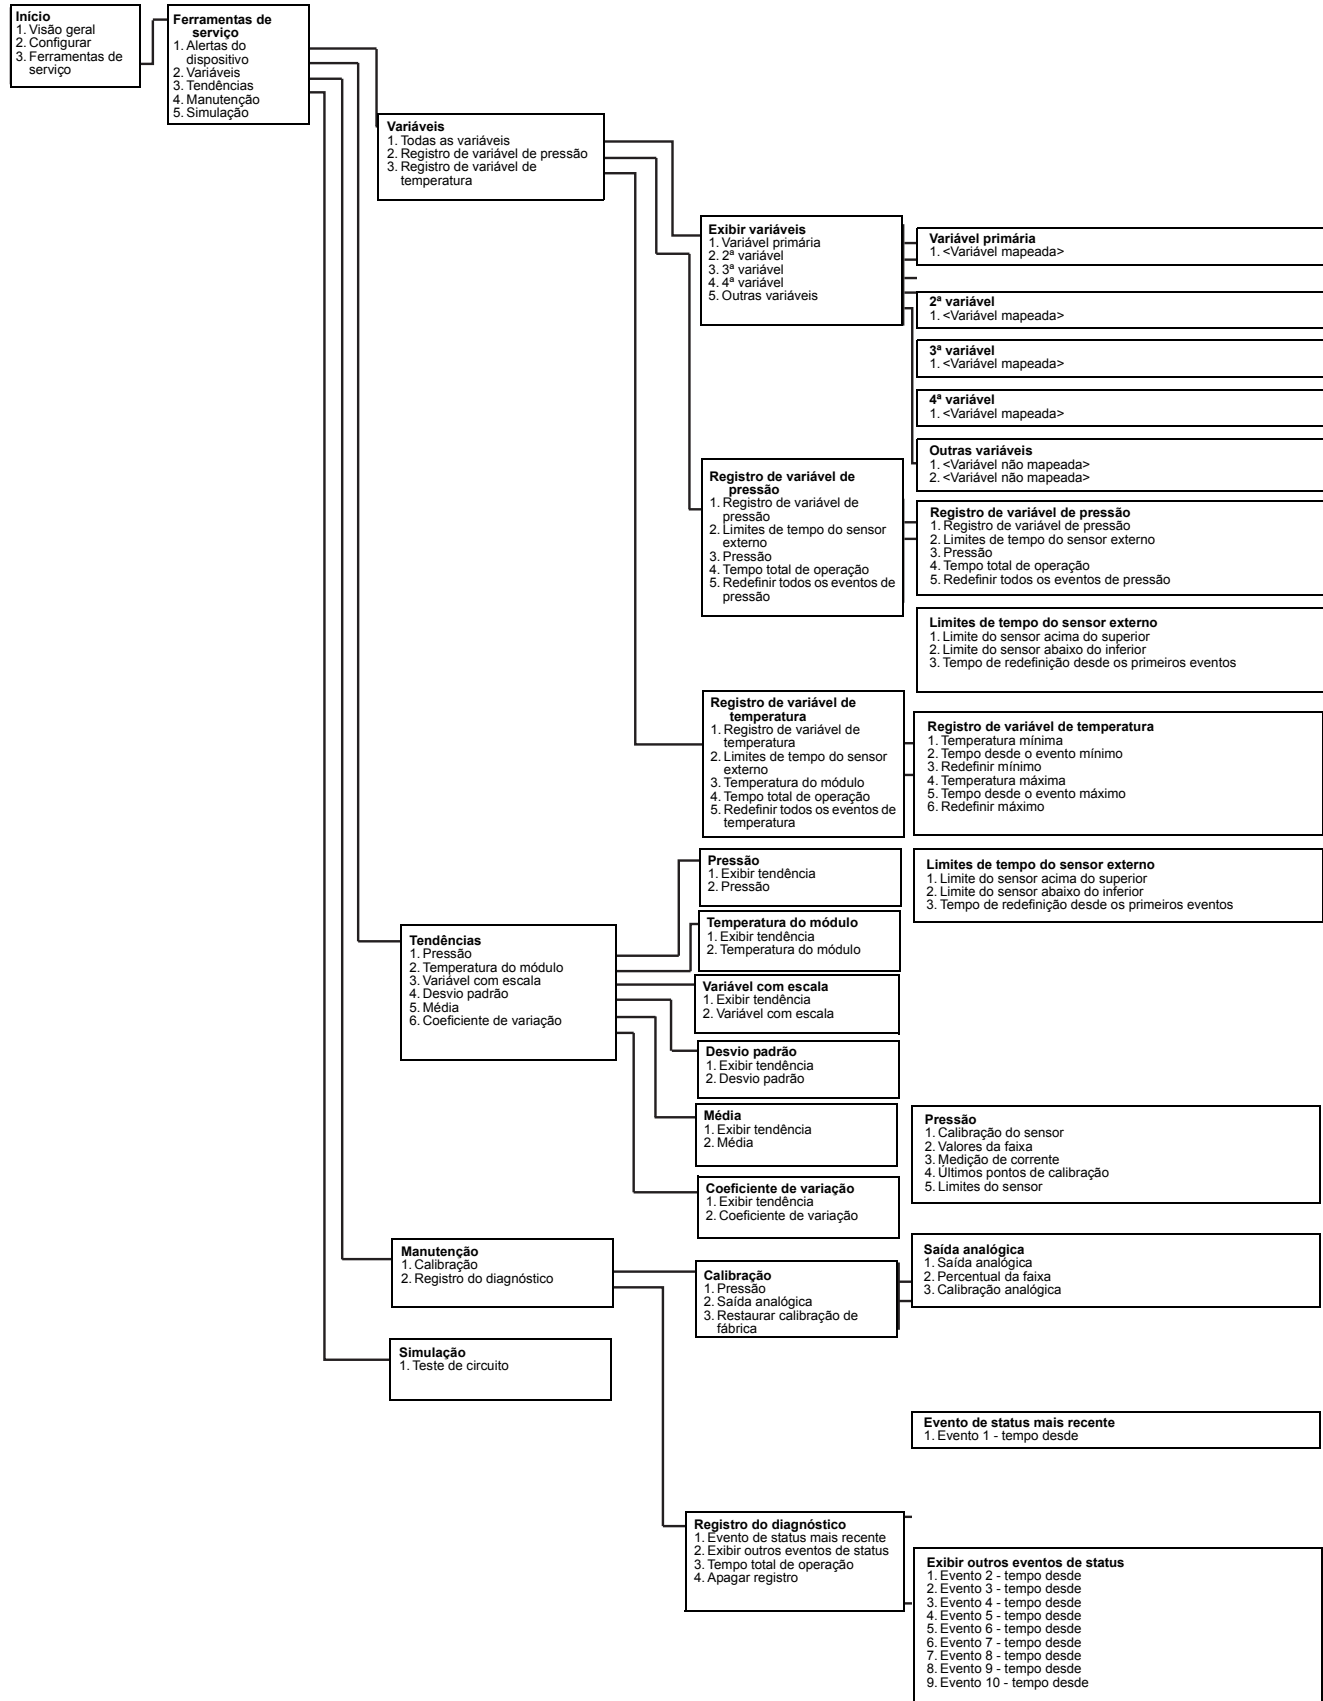 Início
1. Visão geral
2. Configurar
3. Ferramentas de
serviço
Ferramentas de
serviço
1. Alertas do
dispositivo
2. Variáveis
3. Tendências
4. Manutenção
5. Simulação
Variáveis
1. Todas as variáveis
2. Registro de variável de pressão
3. Registro de variável de
temperatura
Exibir variáveis
1. Variável primária
2. 2ª variável
3. 3ª variável
4. 4ª variável
5. Outras variáveis
Variável primária
1. <Variável mapeada>
2ª variável
1. <Variável mapeada>
3ª variável
1. <Variável mapeada>
4ª variável
1. <Variável mapeada>
Outras variáveis
1. <Variável não mapeada>
2. <Variável não mapeada>
Registro de variável de
pressão
1. Registro de variável de
pressão
2. Limites de tempo do sensor
externo
3. Pressão
4. Tempo total de operação
5. Redefinir todos os eventos de
pressão
Registro de variável de pressão
1. Registro de variável de pressão
2. Limites de tempo do sensor externo
3. Pressão
4. Tempo total de operação
5. Redefinir todos os eventos de pressão
Limites de tempo do sensor externo
1. Limite do sensor acima do superior
2. Limite do sensor abaixo do inferior
3. Tempo de redefinição desde os primeiros eventos
Registro de variável de
temperatura
1. Registro de variável de
temperatura
2. Limites de tempo do sensor
externo
3. Temperatura do módulo
4. Tempo total de operação
5. Redefinir todos os eventos de
temperatura
Registro de variável de temperatura
1. Temperatura mínima
2. Tempo desde o evento mínimo
3. Redefinir mínimo
4. Temperatura máxima
5. Tempo desde o evento máximo
6. Redefinir máximo
Limites de tempo do sensor externo
1. Limite do sensor acima do superior
2. Limite do sensor abaixo do inferior
3. Tempo de redefinição desde os primeiros eventos
Tendências
1. Pressão
2. Temperatura do módulo
3. Variável com escala
4. Desvio padrão
5. Média
6. Coeficiente de variação
Pressão
1. Exibir tendência
2. Pressão
Temperatura do módulo
1. Exibir tendência
2. Temperatura do módulo
Variável com escala
1. Exibir tendência
2. Variável com escala
Desvio padrão
1. Exibir tendência
2. Desvio padrão
Média
1. Exibir tendência
2. Média
Coeficiente de variação
1. Exibir tendência
2. Coeficiente de variação
Manutenção
1. Calibração
2. Registro do diagnóstico
Calibração
1. Pressão
2. Saída analógica
3. Restaurar calibração de
fábrica
Pressão
1. Calibração do sensor
2. Valores da faixa
3. Medição de corrente
4. Últimos pontos de calibração
5. Limites do sensor
Saída analógica
1. Saída analógica
2. Percentual da faixa
3. Calibração analógica
Simulação
1. Teste de circuito
Evento de status mais recente
1. Evento 1 - tempo desde
Registro do diagnóstico
1. Evento de status mais recente
2. Exibir outros eventos de status
3. Tempo total de operação
4. Apagar registro
Exibir outros eventos de status
1. Evento 2 - tempo desde
2. Evento 3 - tempo desde
3. Evento 4 - tempo desde
4. Evento 5 - tempo desde
5. Evento 6 - tempo desde
6. Evento 7 - tempo desde
7. Evento 8 - tempo desde
8. Evento 9 - tempo desde
9. Evento 10 - tempo desde